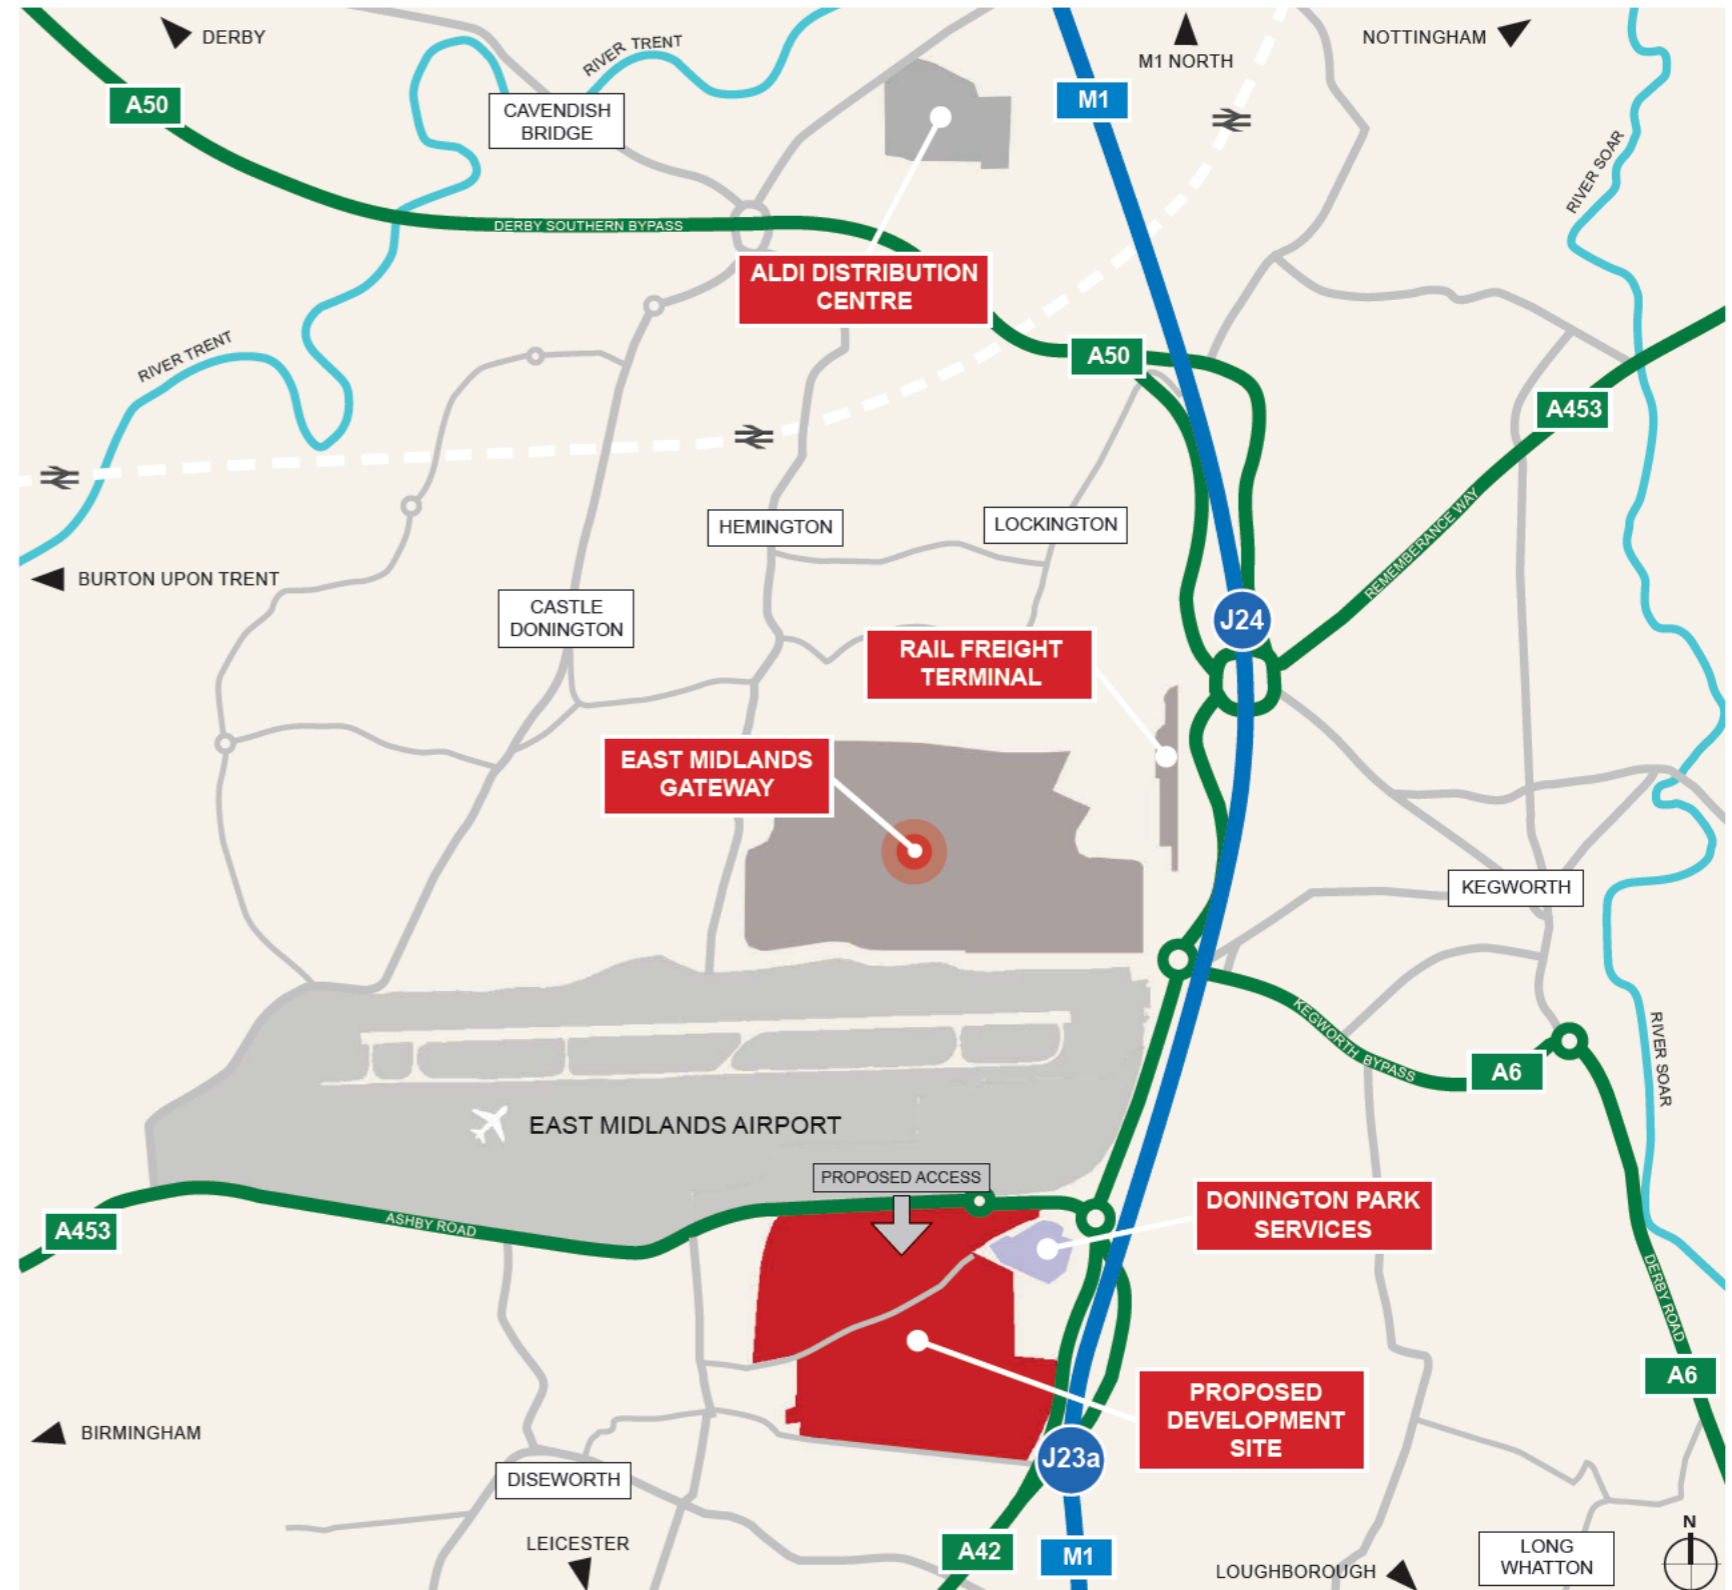 DERBY
RIVER TRENT
M1 NORTH
NOTTINGHAM
A50
CAVENDISH
BRIDGE
M1
RIVER SOAR
DERBY SOUTHERN BYPASS
ALDI DISTRIBUTION
CENTRE
RIVER TRENT
A50
A453
HEMINGTON
LOCKINGTON
REMEMBERANCE WAY
BURTON UPON TRENT
CASTLE
DONINGTON
J24
RAIL FREIGHT
TERMINAL
EAST MIDLANDS
GATEWAY
KEGWORTH
KEGWORTH BYPASS
A6
RIVER SOAR
EAST MIDLANDS AIRPORT
PROPOSED ACCESS
DONINGTON PARK
SERVICES
A453
ASHBY ROAD
DERBY ROAD
PROPOSED
DEVELOPMENT
SITE
A6
BIRMINGHAM
J23a
DISEWORTH
LEICESTER
A42
M1
LOUGHBOROUGH
LONG
WHATTON
N